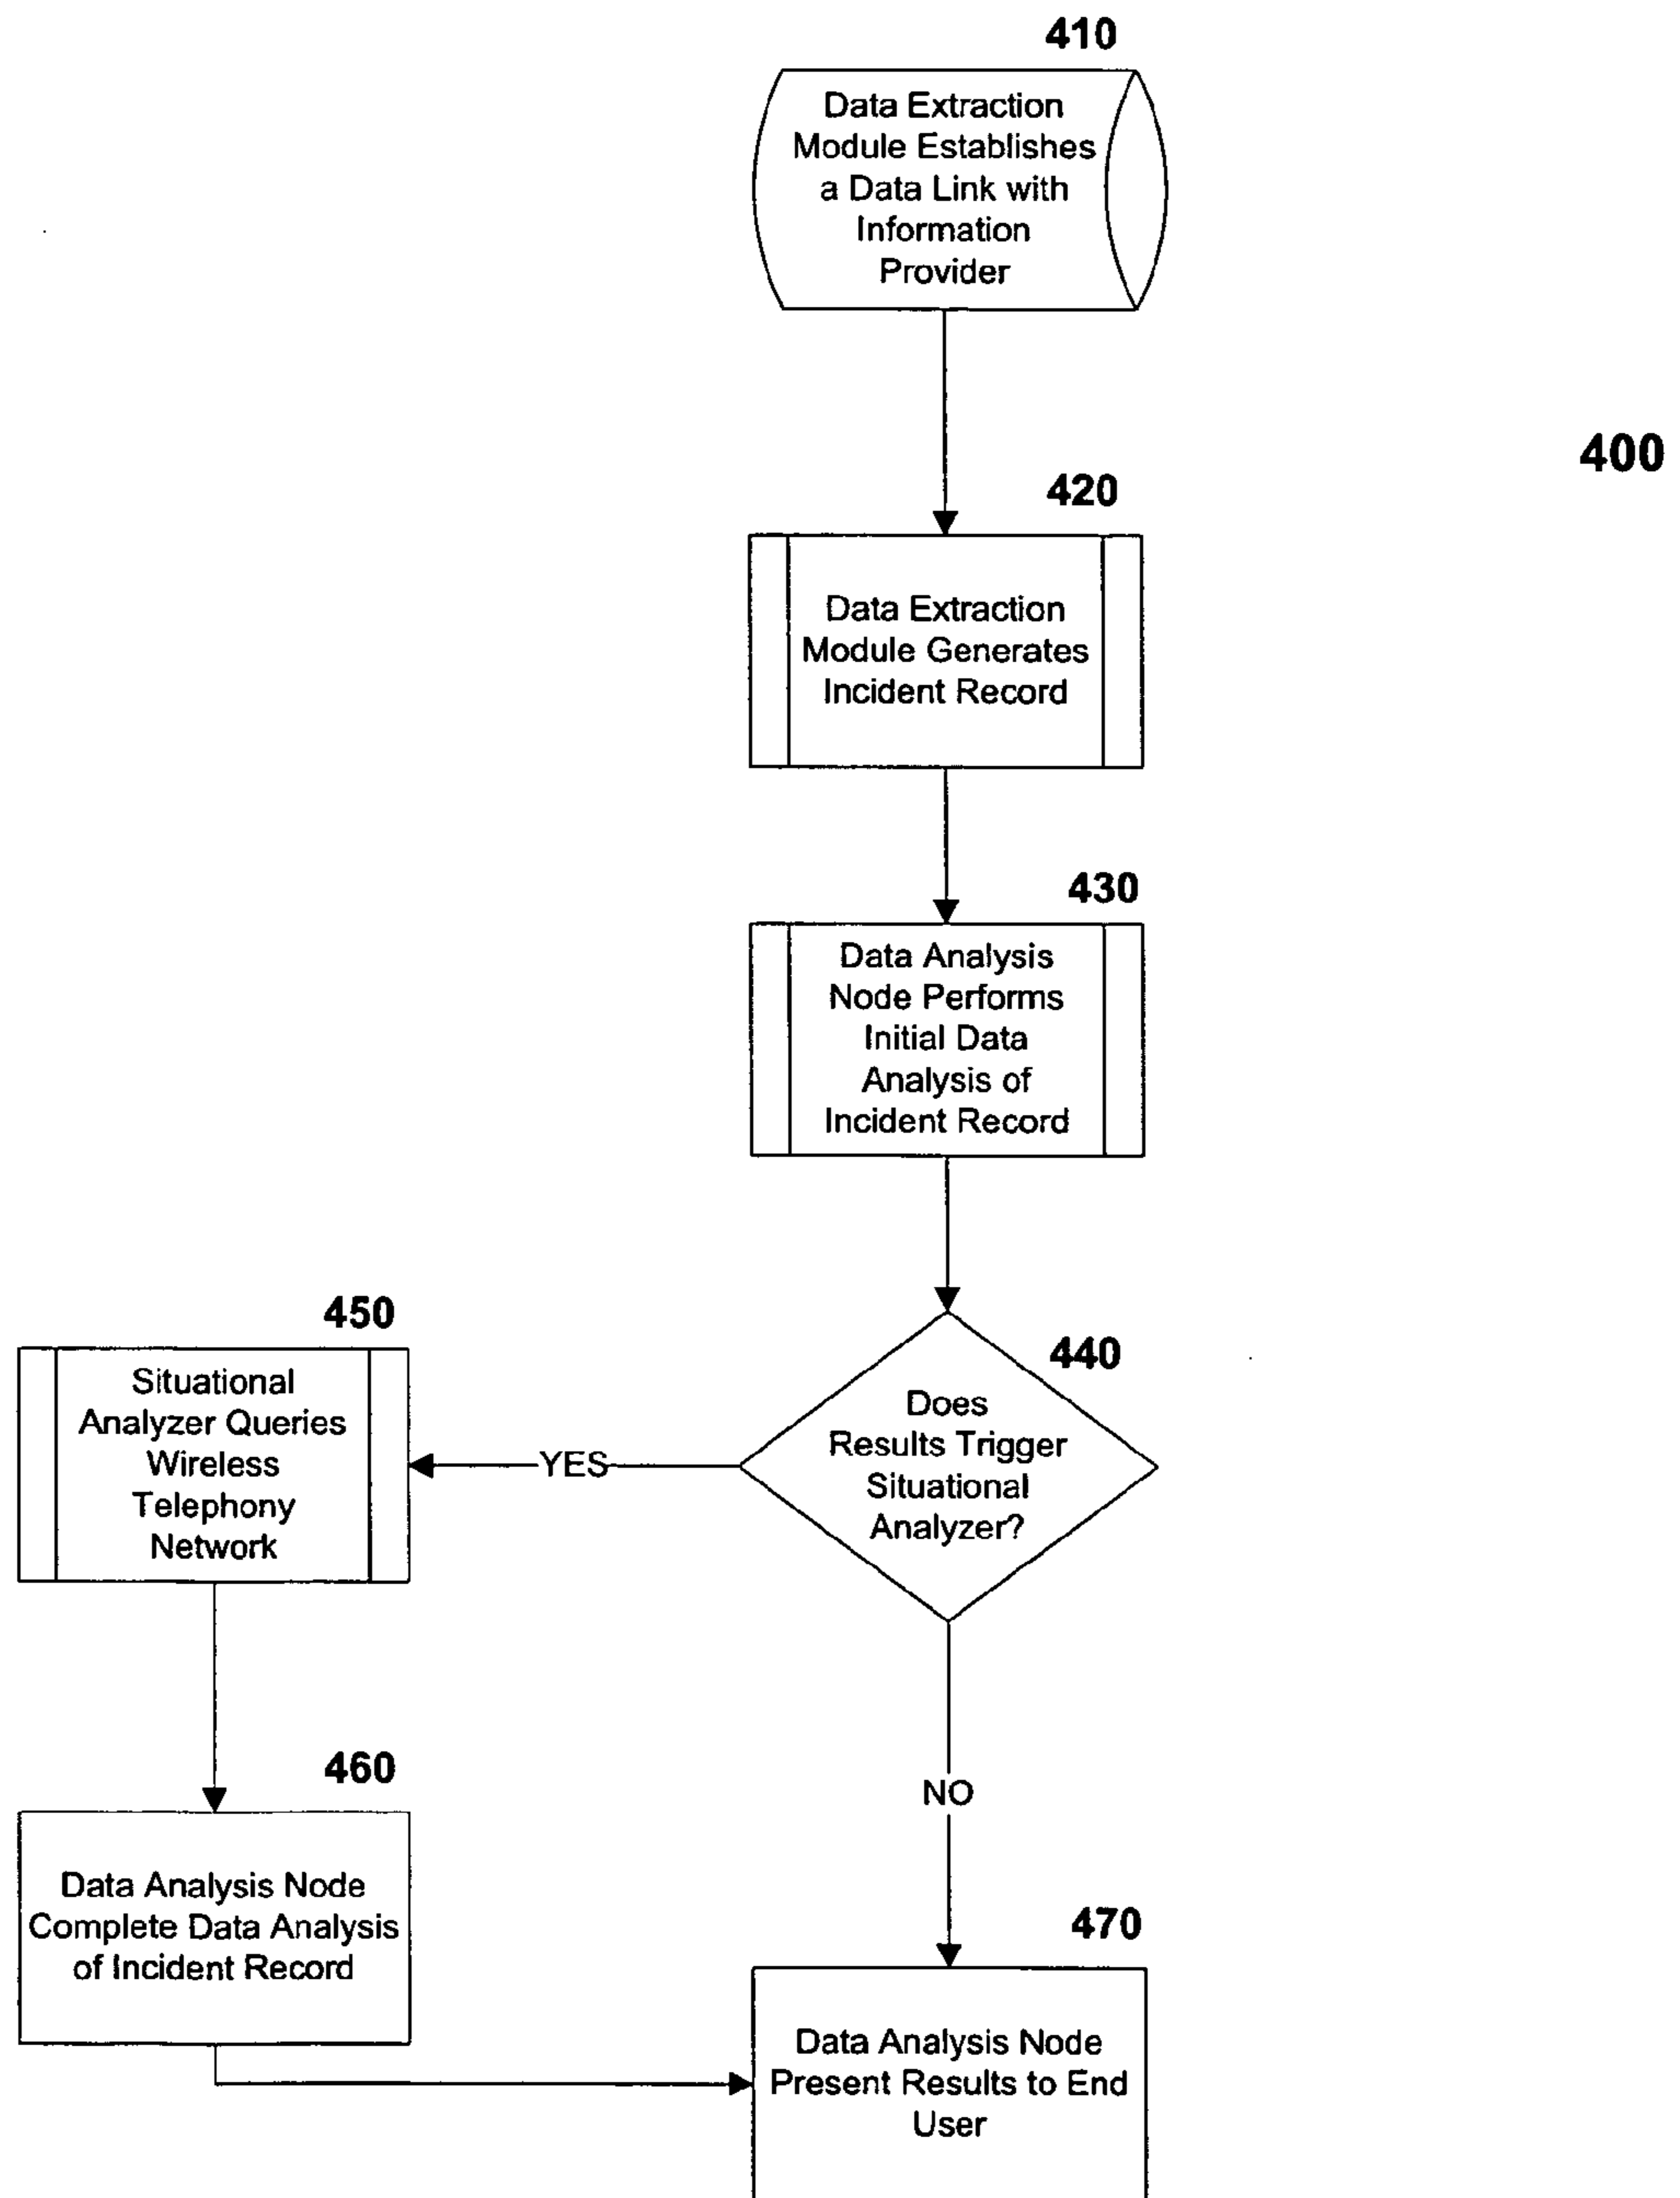 410
Data Extraction
Module Establishes
a Data Link with
Information
Provider
400
420
Data Extraction
Module Generates
Incident Record
430
Data Analysis
Node Performs
Initial Data
Analysis of
Incident Record
440
Does
Results Trigger
Situational
Analyzer?
YES
450
Situational
Analyzer Queries
Wireless
Telephony
Network
460
Data Analysis Node
Complete Data Analysis
of Incident Record
NO
470
Data Analysis Node
Present Results to End
User